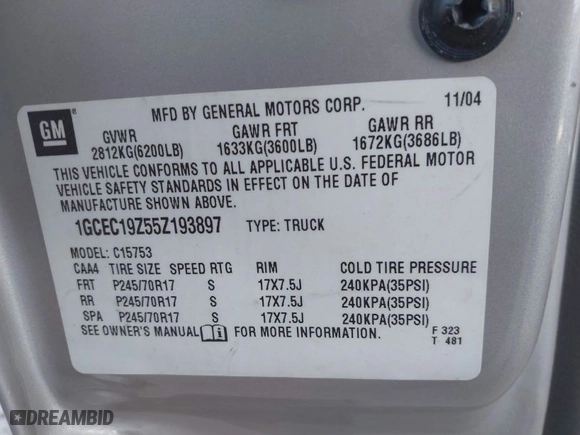 MFD BY GENERAL MOTORS CORP. 11/04
GM®
GVWR GAWR FRT GAWR RR
2812KG(6200LB) 1633KG(3600LB) 1672KG(3686LB)
THIS VEHICLE CONFORMS TO ALL APPLICABLE U.S. FEDERAL MOTOR
VEHICLE SAFETY STANDARDS IN EFFECT ON THE DATE OF
MANUFACTURE SHOWN ABOVE.
1GCEC19Z55Z193897 TYPE: TRUCK
MODEL: C15753
CAA4 TIRE SIZE SPEED RTG RIM COLD TIRE PRESSURE
FRT P245/70R17 S 17X7.5J 240KPA(35PSI)
RR P245/70R17 S 17X7.5J 240KPA(35PSI)
SPA P245/70R17 S 17X7.5J 240KPA(35PSI)
SEE OWNER'S MANUAL FOR MORE INFORMATION. F 323
T 481
DREAMBID